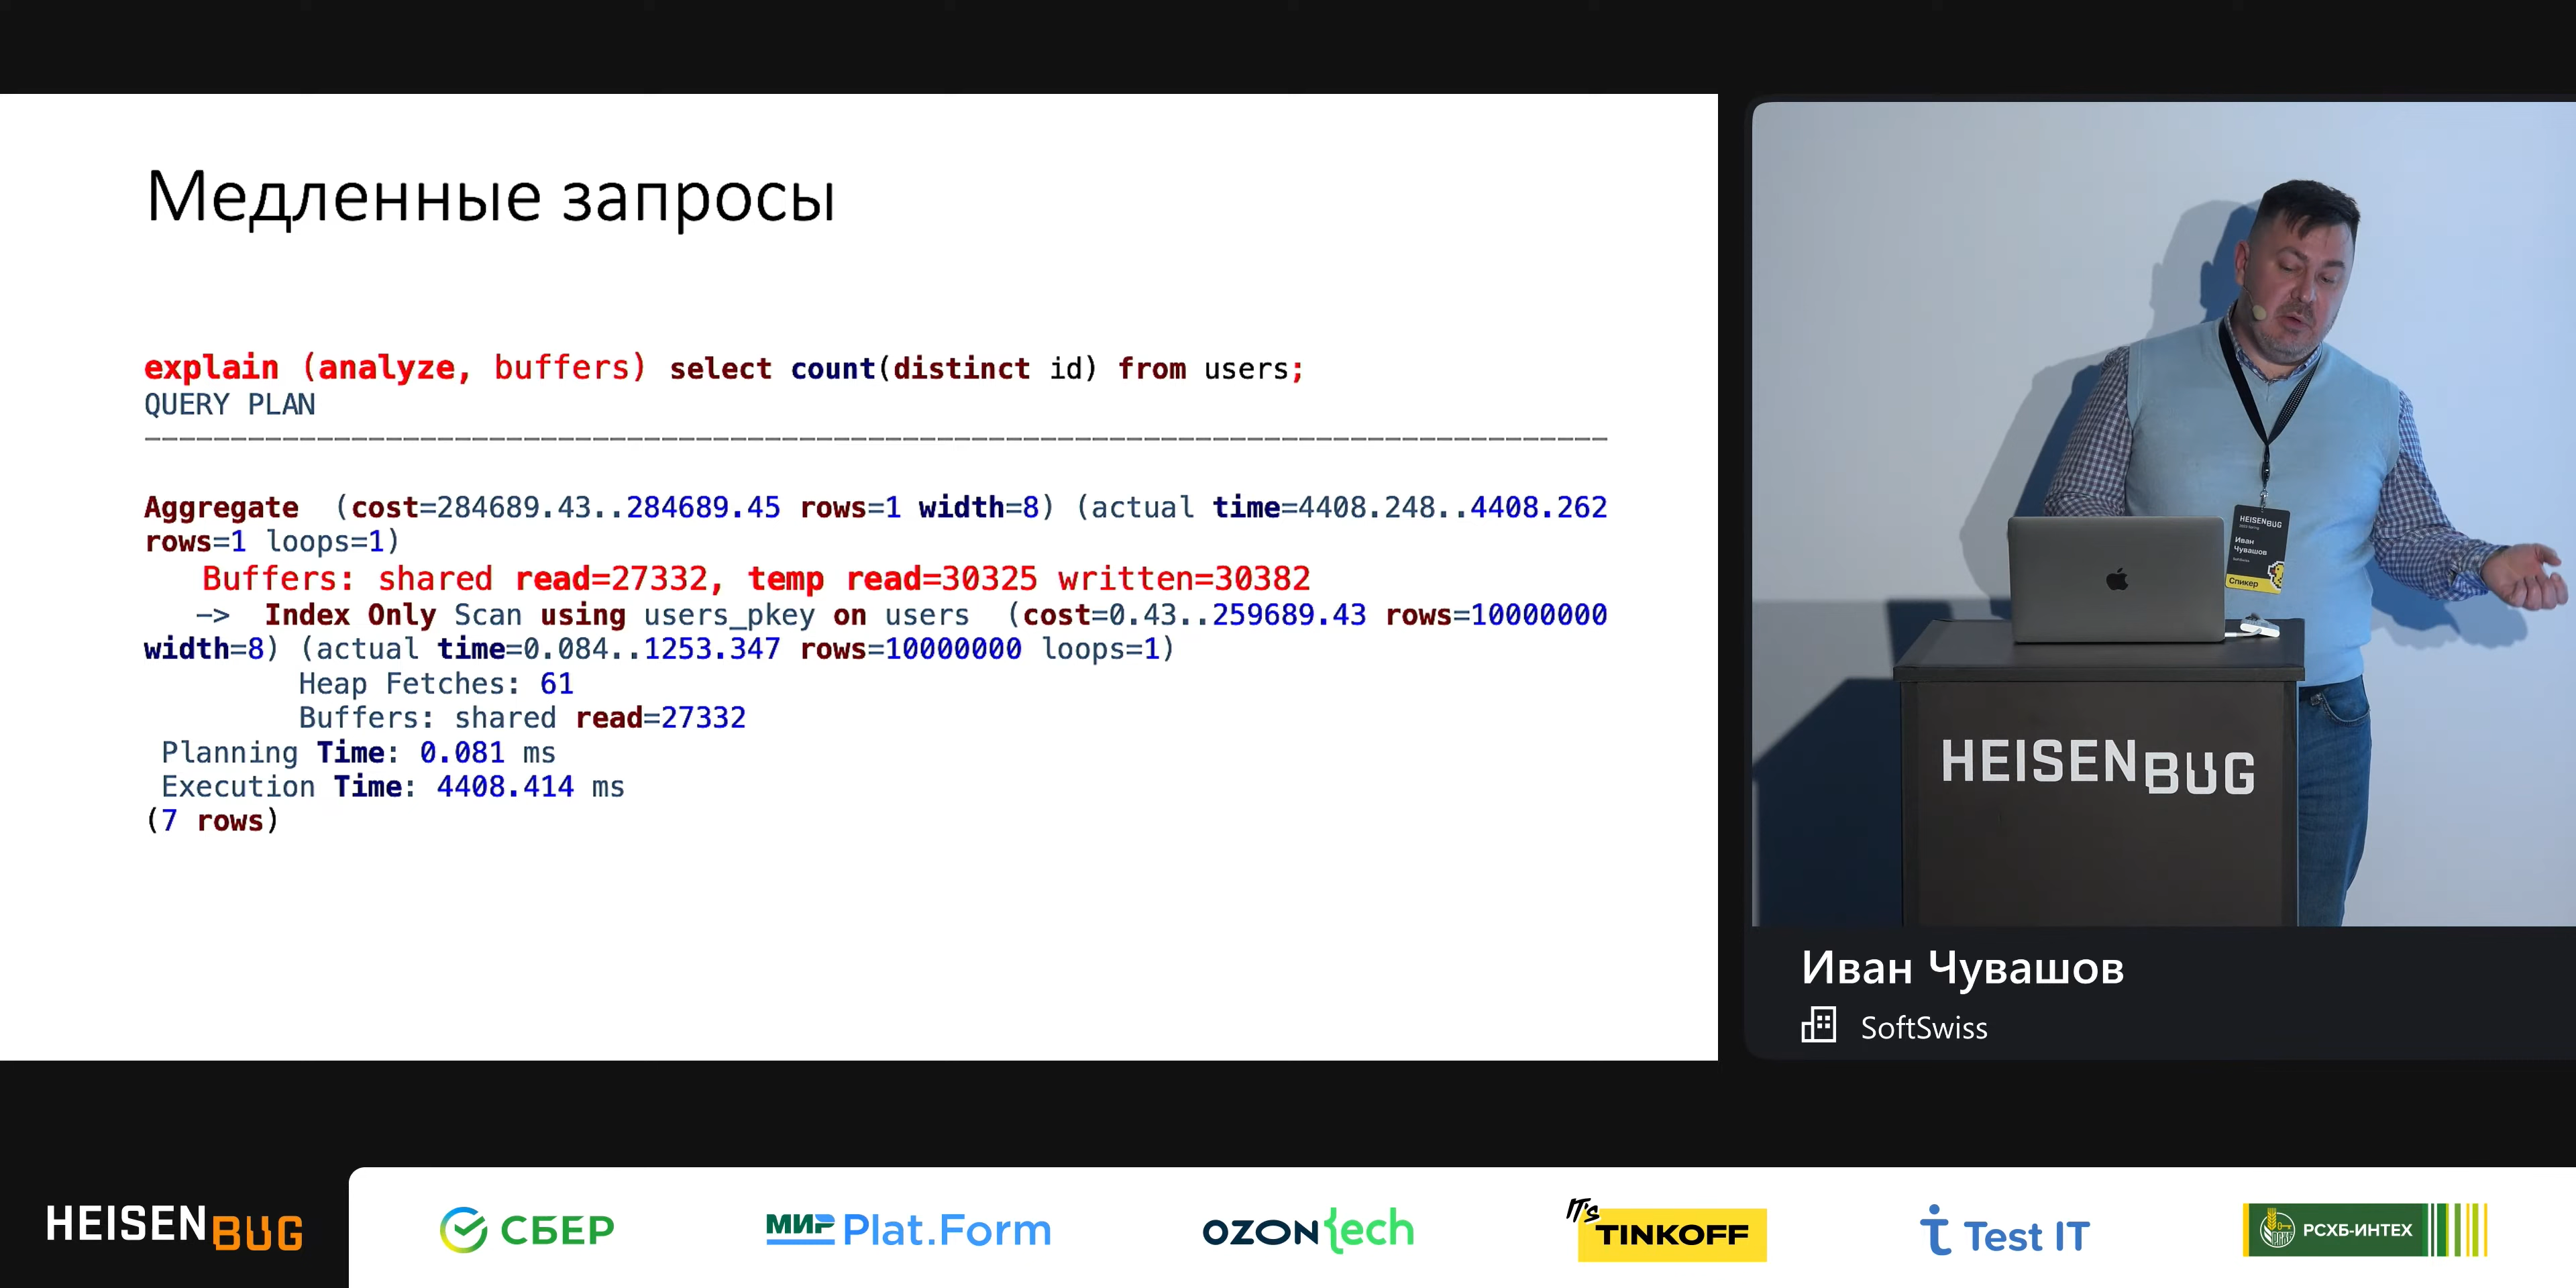 Медленные запросы
explain (analyze, buffers) select count(distinct id) from users;
QUERY PLAN
--------------------------------------------------------------------------------------
Aggregate (cost=284689.43..284689.45 rows=1 width=8) (actual time=4408.248..4408.262
rows=1 loops=1)
Buffers: shared read=27332, temp read=30325 written=30382
-> Index Only Scan using users_pkey on users (cost=0.43..259689.43 rows=10000000
width=8) (actual time=0.084..1253.347 rows=10000000 loops=1)
Heap Fetches: 61
Buffers: shared read=27332
Planning Time: 0.081 ms
Execution Time: 4408.414 ms
(7 rows)
HEISENBUG
Иван
Чувашов
Спикер
HEISENBUG
Иван Чувашов
SoftSwiss
HEISENBUG
СБЕР
МИР Plat.Form
OZON{ech
IT's TINKOFF
Test IT
РСХБ-ИНТЕХ